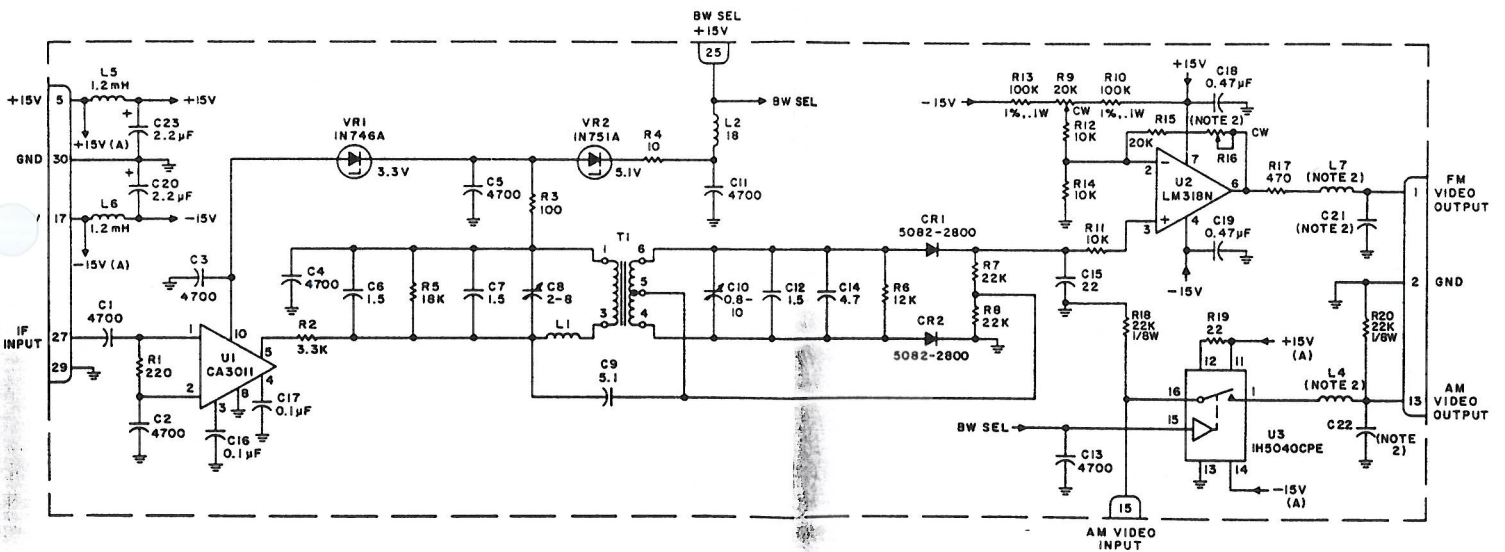 BW SEL
+15V
25
BW SEL
L2
18
C11
4700
L5
1.2mH
+15V
5
+15V
+15V (A)
+
C23
2.2µF
GND
30
+
C20
2.2µF
17
L6
1.2mH
-15V
-15V (A)
VR1
1N746A
3.3V
C5
4700
VR2
1N751A
5.1V
R4
10
R3
100
C3
4700
C4
4700
C6
1.5
R5
18K
C7
1.5
C8
2-8
L1
T1
1
3
6
5
4
C10
0.8-
10
C12
1.5
C14
4.7
R6
12K
CR1
5082-2800
CR2
5082-2800
R7
22K
R8
22K
C9
5.1
IF
INPUT
27
29
C1
4700
R1
220
C2
4700
1
2
10
U1
CA3011
3
8
5
4
R2
3.3K
C16
0.1µF
C17
0.1µF
-15V
R13
100K
1%,.1W
R9
20K
CW
R10
100K
1%,.1W
+15V
C18
0.47µF
(NOTE 2)
R12
10K
R14
10K
R15
20K
CW
R16
-
2
+
3
7
U2
LM318N
6
4
C19
0.47µF
-15V
R11
10K
C15
22
R17
470
L7
(NOTE 2)
C21
(NOTE 2)
1
FM
VIDEO
OUTPUT
2
GND
R18
22K
1/8W
R19
22
+15V
(A)
12
11
16
1
15
BW SEL
C13
4700
U3
IH5040CPE
13
14
-15V
(A)
L4
(NOTE 2)
R20
22K
1/8W
C22
(NOTE
2)
13
AM
VIDEO
OUTPUT
15
AM VIDEO
INPUT